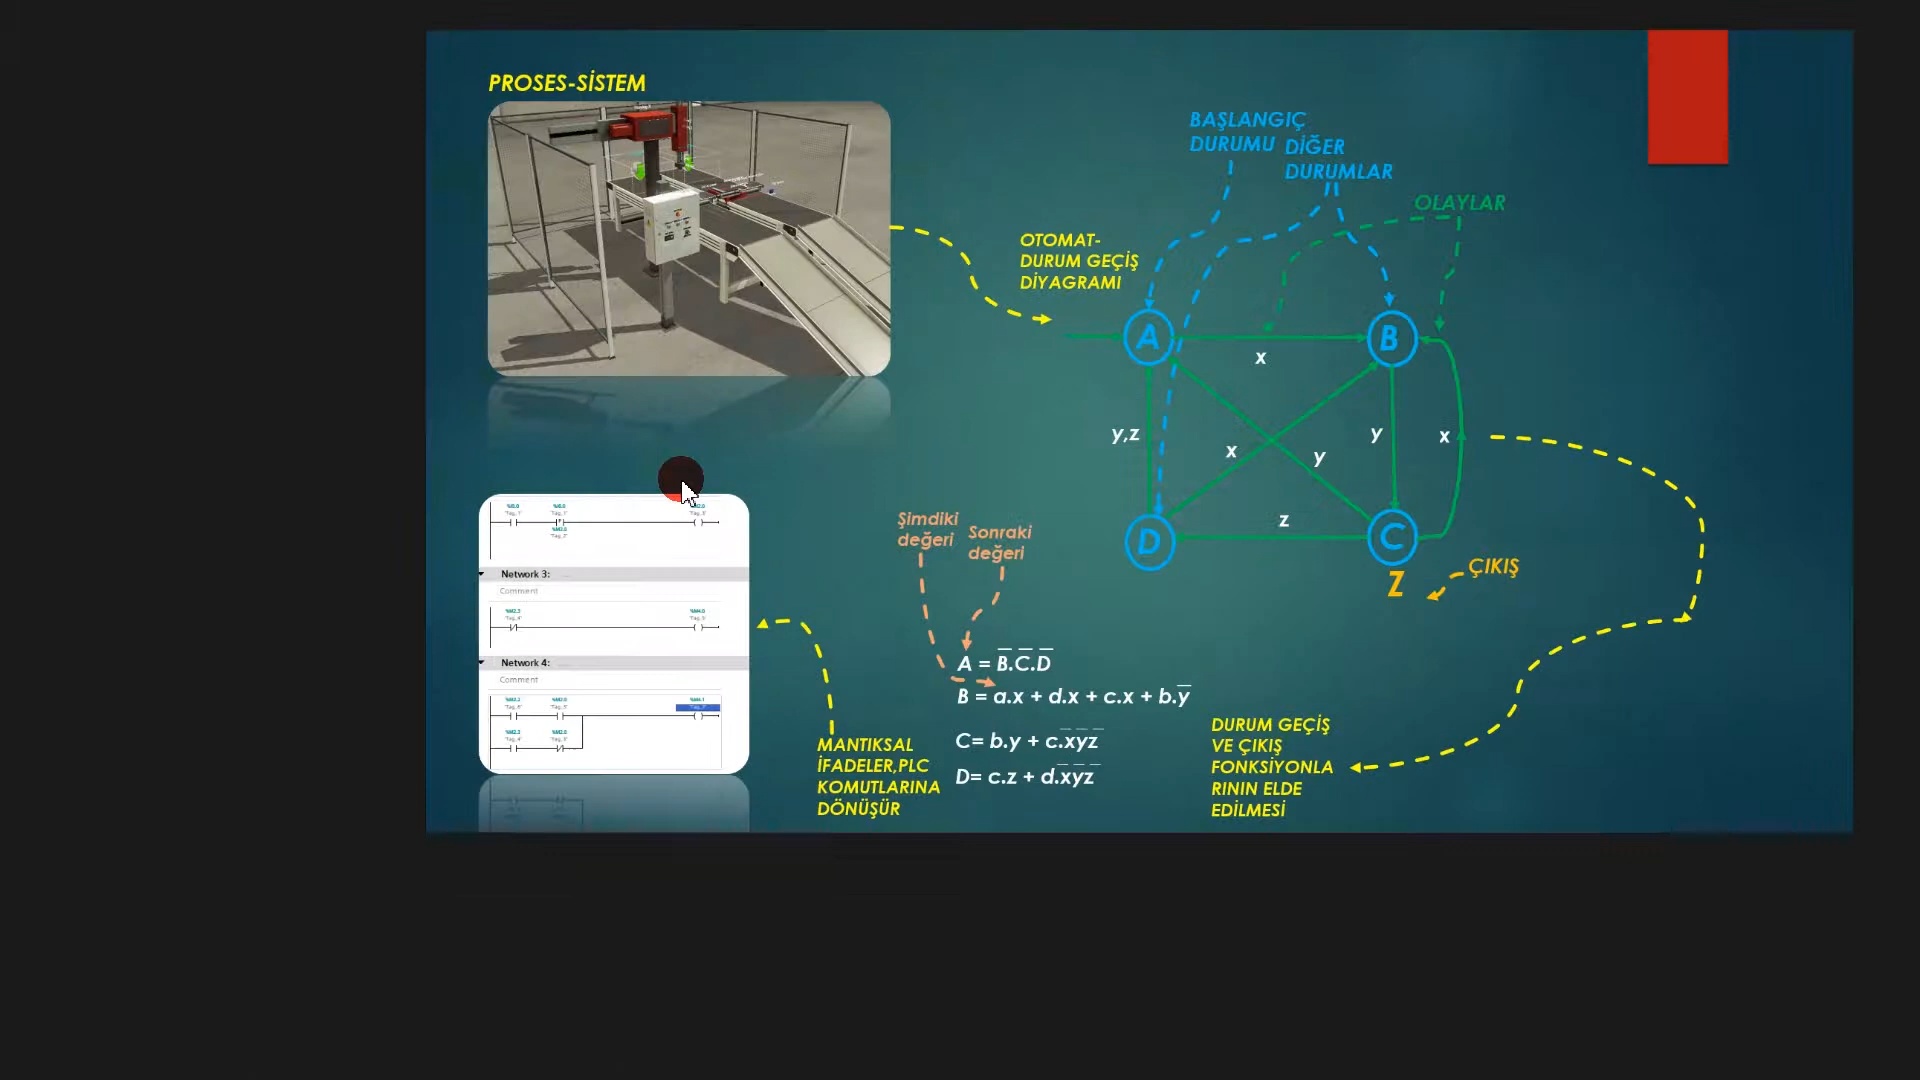 PROSES-SİSTEM
BAŞLANGIÇ
DURUMU
DİĞER
DURUMLAR
OLAYLAR
OTOMAT-
DURUM GEÇİŞ
DİYAGRAMI
A
B
x
y,z
x
y
y
x
z
D
C
Z
ÇIKIŞ
Şimdiki
değeri
Sonraki
değeri
A = B̅.C̅.D̅
B = a.x + d.x + c.x + b.y̅
C= b.y + c.x̅y̅z̅
D= c.z + d.x̅y̅z̅
MANTIKSAL
İFADELER,PLC
KOMUTLARINA
DÖNÜŞÜR
DURUM GEÇİŞ
VE ÇIKIŞ
FONKSİYONLA
RININ ELDE
EDİLMESİ
Network 3:
Comment
Network 4:
Comment